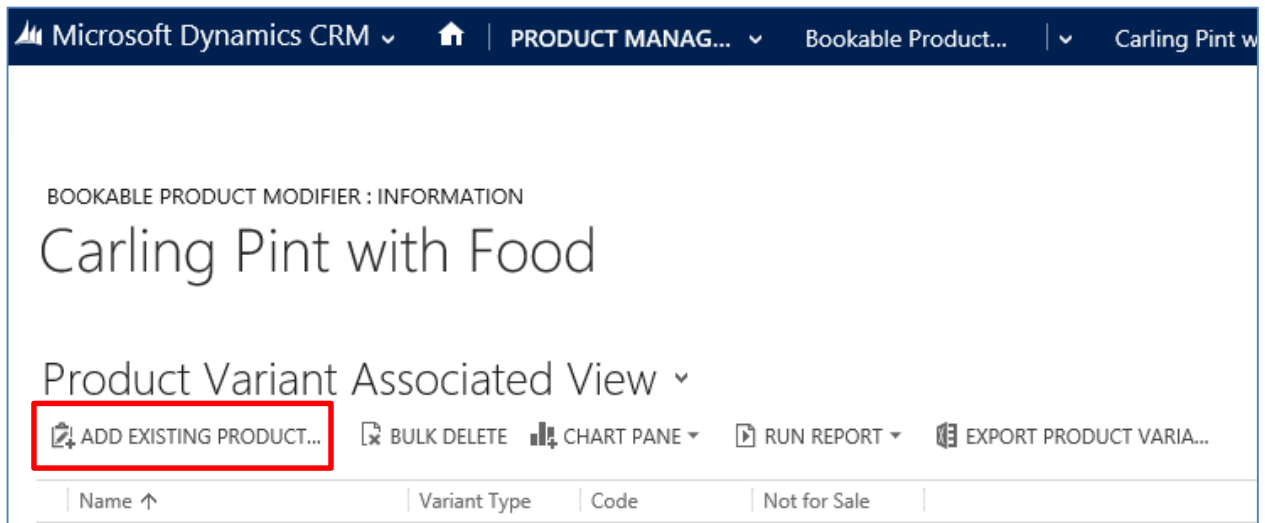 Microsoft Dynamics CRM PRODUCT MANAG... Bookable Product... Carling Pint w
BOOKABLE PRODUCT MODIFIER : INFORMATION
Carling Pint with Food
Product Variant Associated View
ADD EXISTING PRODUCT... BULK DELETE CHART PANE RUN REPORT EXPORT PRODUCT VARIA...
Name ↑ Variant Type Code Not for Sale